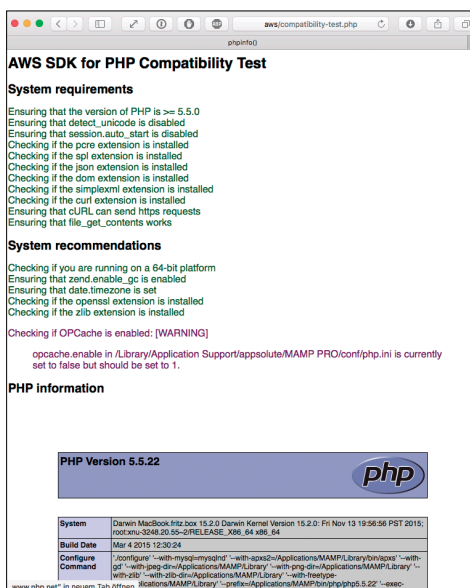 aws/compatibility-test.php
phpinfo()
AWS SDK for PHP Compatibility Test
System requirements
Ensuring that the version of PHP is >= 5.5.0
Ensuring that detect_unicode is disabled
Ensuring that session.auto_start is disabled
Checking if the pcre extension is installed
Checking if the spl extension is installed
Checking if the json extension is installed
Checking if the dom extension is installed
Checking if the simplexml extension is installed
Checking if the curl extension is installed
Ensuring that cURL can send https requests
Ensuring that file_get_contents works
System recommendations
Checking if you are running on a 64-bit platform
Ensuring that zend.enable_gc is enabled
Ensuring that date.timezone is set
Checking if the openssl extension is installed
Checking if the zlib extension is installed
Checking if OPCache is enabled: [WARNING]
opcache.enable in /Library/Application Support/appsolute/MAMP PRO/conf/php.ini is currently
set to false but should be set to 1.
PHP information
PHP Version 5.5.22
php
System Darwin MacBook.fritz.box 15.2.0 Darwin Kernel Version 15.2.0: Fri Nov 13 19:56:56 PST 2015;
root:xnu-3248.20.55~2/RELEASE_X86_64 x86_64
Build Date Mar 4 2015 12:30:24
Configure './configure' '--with-mysql=mysqlnd' '--with-apxs2=/Applications/MAMP/Library/bin/apxs' '--with-
Command gd' '--with-jpeg-dir=/Applications/MAMP/Library' '--with-png-dir=/Applications/MAMP/Library' '--
with-zlib' '--with-zlib-dir=/Applications/MAMP/Library' '--with-freetype-
lications/MAMP/Library' '--prefix=/Applications/MAMP/bin/php/php5.5.22' '--exec-
www.php.net" in neuem Tab öffnen